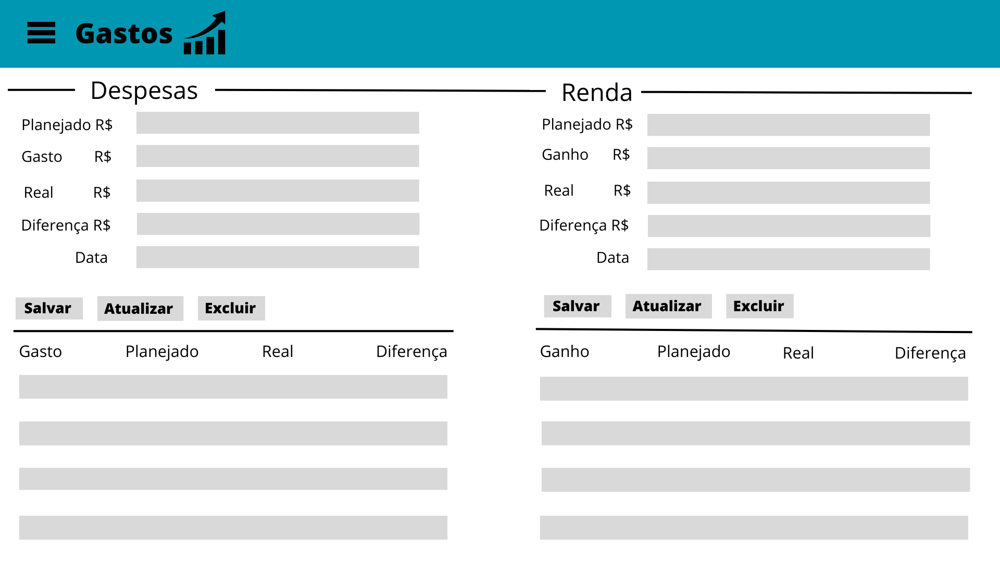 Gastos
Despesas
Planejado R$
Gasto R$
Real R$
Diferença R$
Data
Salvar Atualizar Excluir
Gasto Planejado Real Diferença
Renda
Planejado R$
Ganho R$
Real R$
Diferença R$
Data
Salvar Atualizar Excluir
Ganho Planejado Real Diferença